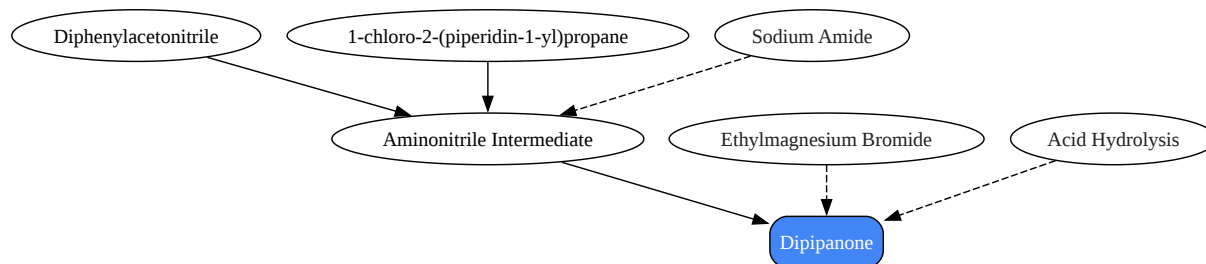 Diphenylacetonitrile
1-chloro-2-(piperidin-1-yl)propane
Sodium Amide
Aminonitrile Intermediate
Ethylmagnesium Bromide
Acid Hydrolysis
Dipipanone